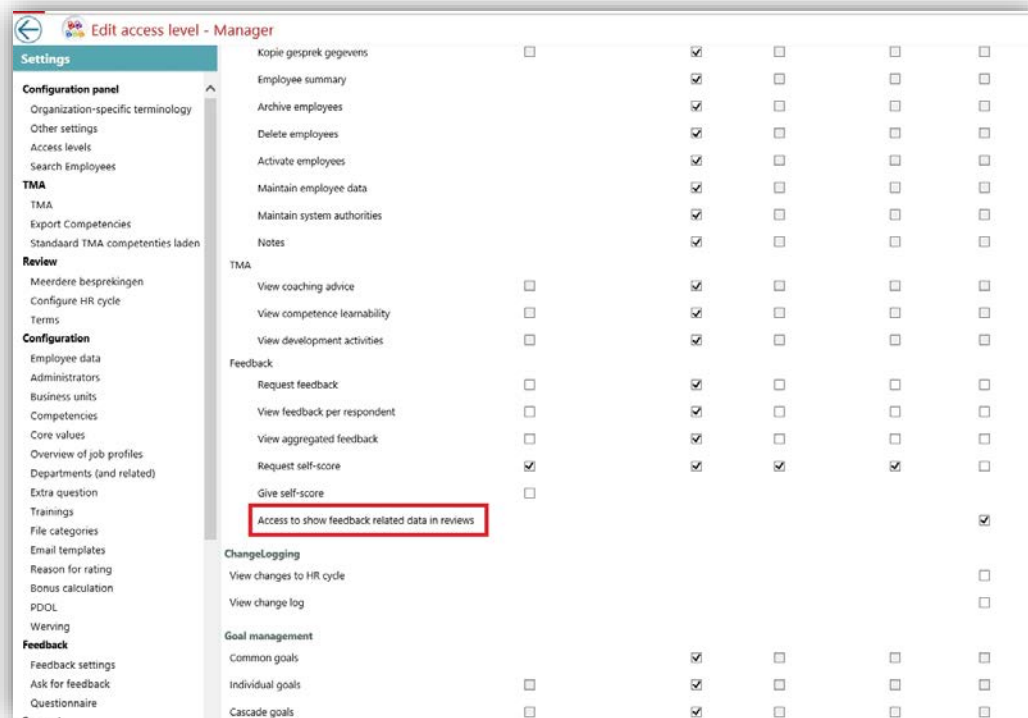 Edit access level - Manager
Settings
Configuration panel
Organization-specific terminology
Other settings
Access levels
Search Employees
TMA
TMA
Export Competencies
Standaard TMA competenties laden
Review
Meerdere besprekingen
Configure HR cycle
Terms
Configuration
Employee data
Administrators
Business units
Competencies
Core values
Overview of job profiles
Departments (and related)
Extra question
Trainings
File categories
Email templates
Reason for rating
Bonus calculation
PDOL
Werving
Feedback
Feedback settings
Ask for feedback
Questionnaire
Kopie gesprek gegevens
Employee summary
Archive employees
Delete employees
Activate employees
Maintain employee data
Maintain system authorities
Notes
TMA
View coaching advice
View competence learnability
View development activities
Feedback
Request feedback
View feedback per respondent
View aggregated feedback
Request self-score
Give self-score
Access to show feedback related data in reviews
ChangeLogging
View changes to HR cycle
View change log
Goal management
Common goals
Individual goals
Cascade goals